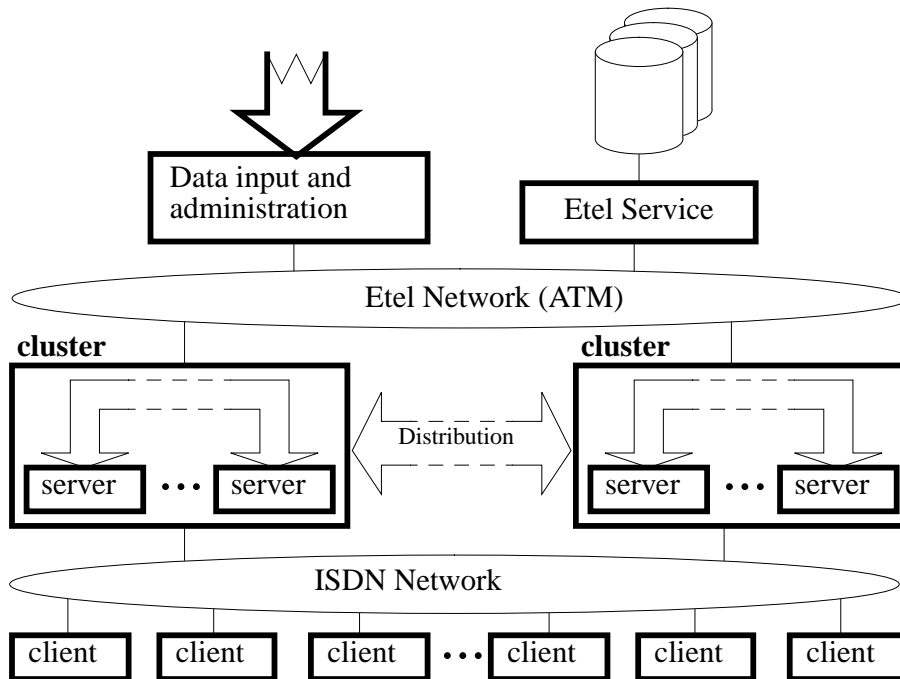 Data input and
administration
Etel Service
Etel Network (ATM)
cluster
cluster
Distribution
server ••• server
server ••• server
ISDN Network
client client client ••• client client client